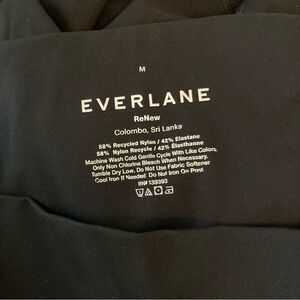 M
EVERLANE
ReNew
Colombo, Sri Lanka
58% Recycled Nylon / 42% Elastane
58% Nylon Recycle / 42% Élasthanne
Machine Wash Cold Gentle Cycle With Like Colors.
Only Non Chlorine Bleach When Necessary.
Tumble Dry Low. Do Not Use Fabric Softener.
Cool Iron If Needed. Do Not Iron On Print
RN# 139393